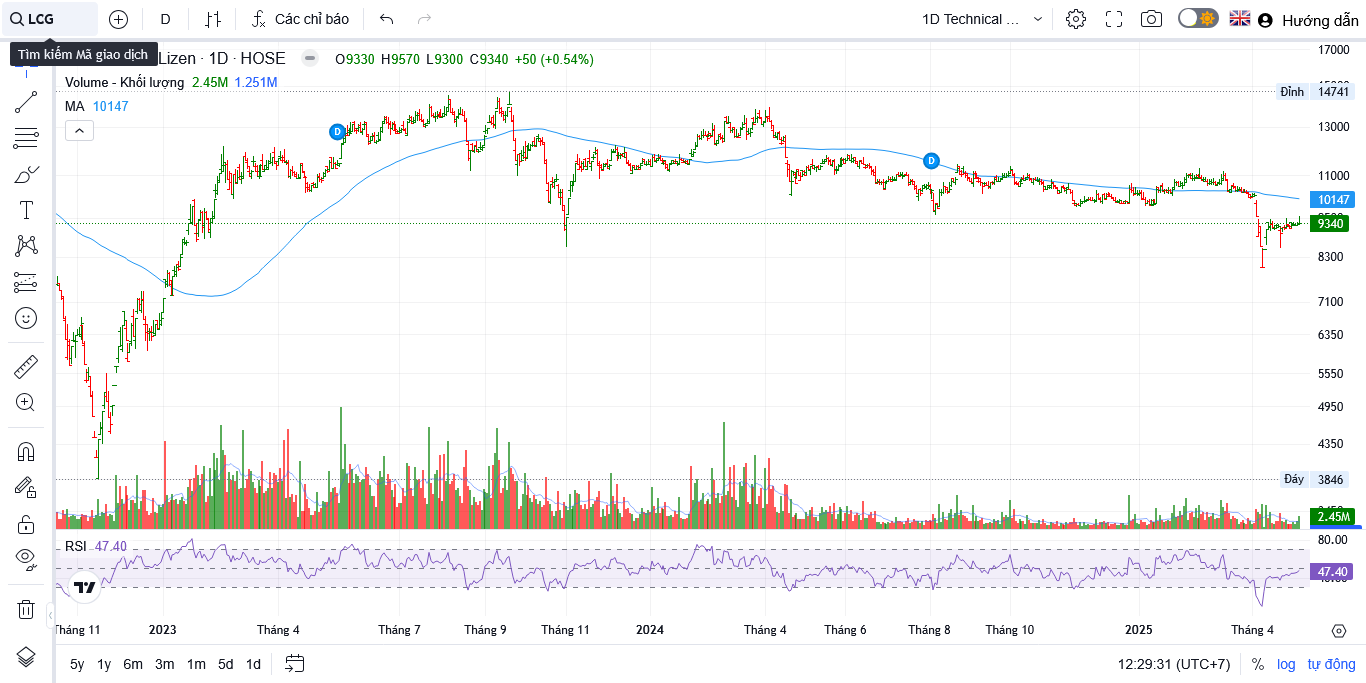 LCG D Các chỉ báo 1D Technical ... Hướng dẫn
Tìm kiếm Mã giao dịch Lizen · 1D · HOSE O9330 H9570 L9300 C9340 +50 (+0.54%)
Volume - Khối lượng 2.45M 1.251M
MA 10147
17000
Đỉnh 14741
D
13000
D
11000
10147
9340
8300
7100
6350
5550
4950
4350
Đáy 3846
2.45M
RSI 47.40
80.00
47.40
Tháng 11 2023 Tháng 4 Tháng 7 Tháng 9 Tháng 11 2024 Tháng 4 Tháng 6 Tháng 8 Tháng 10 2025 Tháng 4
5y 1y 6m 3m 1m 5d 1d 12:29:31 (UTC+7) % log tự động